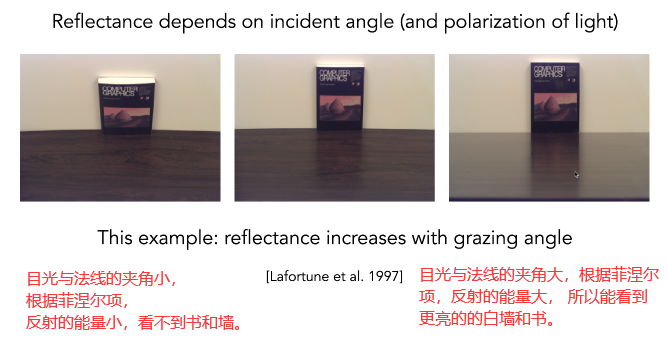 Reflectance depends on incident angle (and polarization of light)
COMPUTER
GRAPHICS
COMPUTER
GRAPHICS
COMPUTER
GRAPHICS
This example: reflectance increases with grazing angle
目光与法线的夹角小，
根据菲涅尔项，
反射的能量小，看不到书和墙。
[Lafortune et al. 1997]
目光与法线的夹角大，根据菲涅尔
项，反射的能量大， 所以能看到
更亮的的白墙和书。